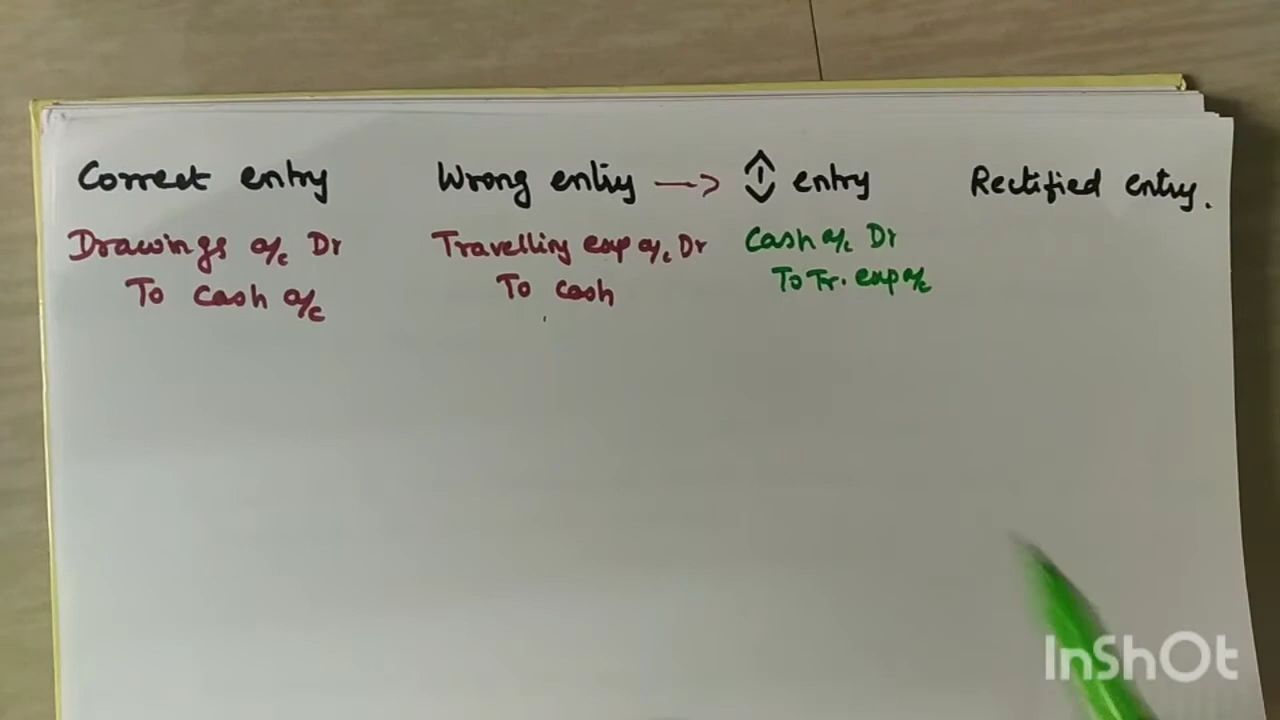 Correct entry Wrong entry → ↕ entry Rectified entry.
Drawings a/c Dr Travelling exp a/c Dr Cash a/c Dr
To cash a/c To cash To Tr. exp a/c
InShOt